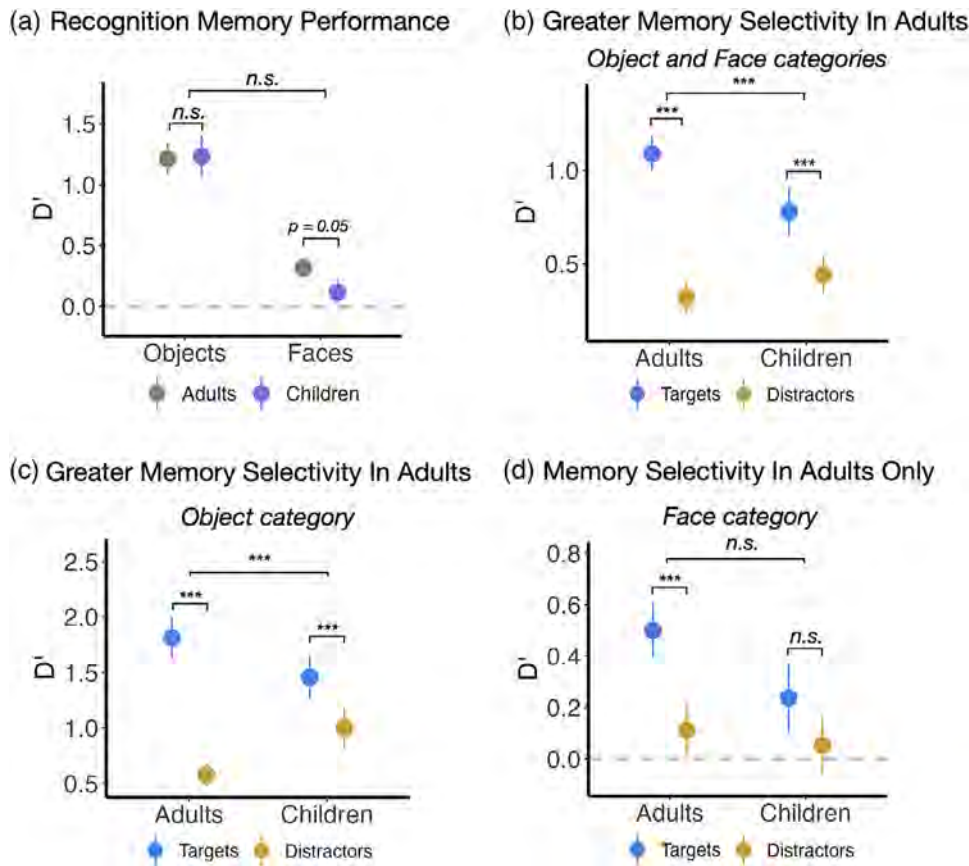 (a) Recognition Memory Performance
n.s.
n.s.
p = 0.05
D'
1.5
1.0
0.5
0.0
Objects Faces
Adults Children
(b) Greater Memory Selectivity In Adults
Object and Face categories
***
***
***
D'
1.0
0.5
Adults Children
Targets Distractors
(c) Greater Memory Selectivity In Adults
Object category
***
***
***
D'
2.5
2.0
1.5
1.0
0.5
Adults Children
Targets Distractors
(d) Memory Selectivity In Adults Only
Face category
n.s.
***
n.s.
D'
0.8
0.6
0.4
0.2
0.0
Adults Children
Targets Distractors